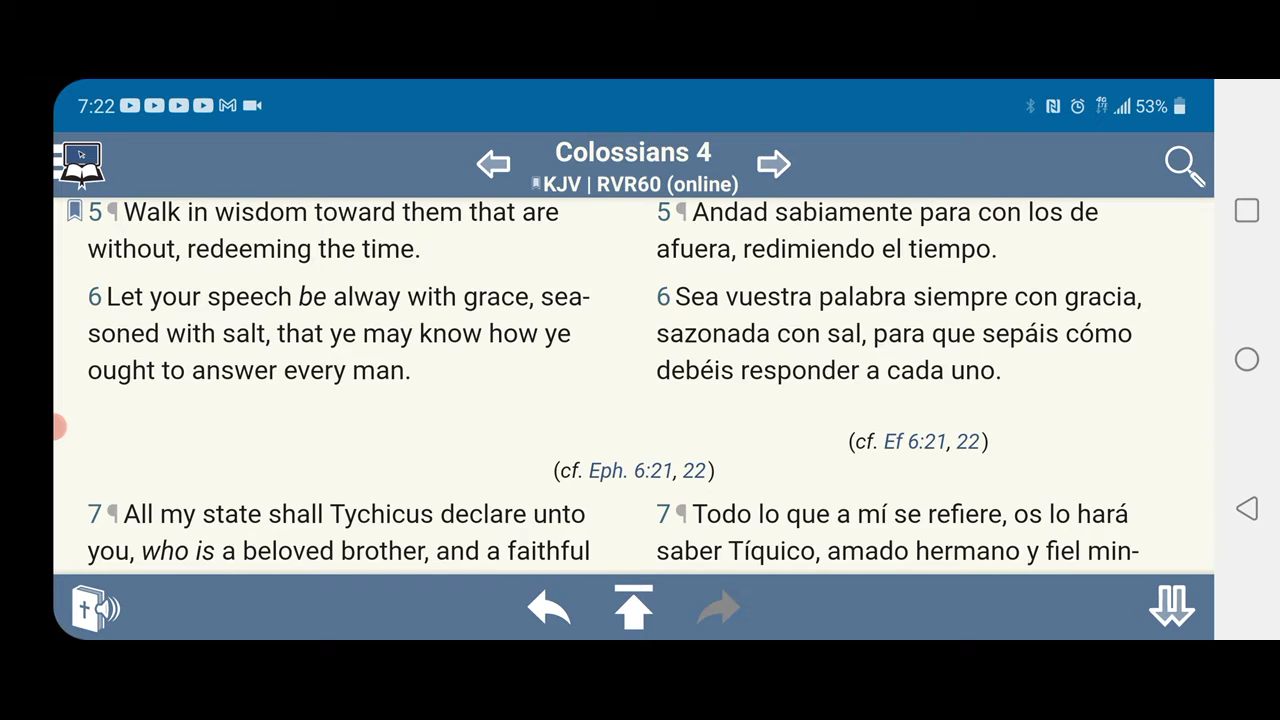 7:22
4G
53%
Colossians 4
KJV | RVR60 (online)
5 ¶ Walk in wisdom toward them that are
without, redeeming the time.
6 Let your speech be alway with grace, sea-
soned with salt, that ye may know how ye
ought to answer every man.
(cf. Eph. 6:21, 22)
7 ¶ All my state shall Tychicus declare unto
you, who is a beloved brother, and a faithful
5 ¶ Andad sabiamente para con los de
afuera, redimiendo el tiempo.
6 Sea vuestra palabra siempre con gracia,
sazonada con sal, para que sepáis cómo
debéis responder a cada uno.
(cf. Ef 6:21, 22)
7 ¶ Todo lo que a mí se refiere, os lo hará
saber Tíquico, amado hermano y fiel min-